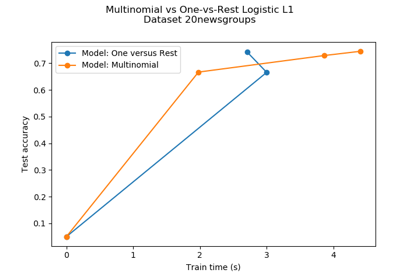 Multinomial vs One-vs-Rest Logistic L1
Dataset 20newsgroups
Model: One versus Rest
Model: Multinomial
Test accuracy
0.7
0.6
0.5
0.4
0.3
0.2
0.1
0 1 2 3 4
Train time (s)